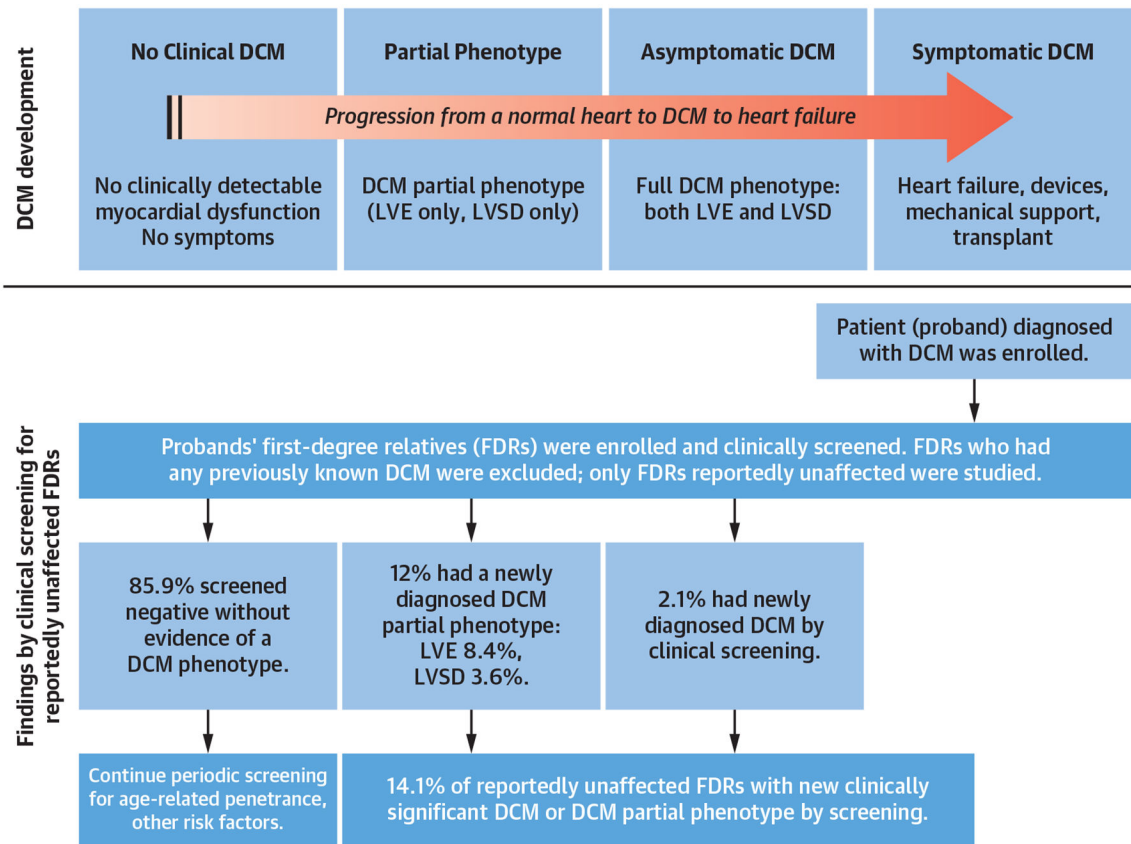 DCM development
No Clinical DCM
Partial Phenotype
Asymptomatic DCM
Symptomatic DCM
Progression from a normal heart to DCM to heart failure
No clinically detectable
myocardial dysfunction
No symptoms
DCM partial phenotype
(LVE only, LVSD only)
Full DCM phenotype:
both LVE and LVSD
Heart failure, devices,
mechanical support,
transplant
Findings by clinical screening for
reportedly unaffected FDRs
Patient (proband) diagnosed
with DCM was enrolled.
Probands' first-degree relatives (FDRs) were enrolled and clinically screened. FDRs who had
any previously known DCM were excluded; only FDRs reportedly unaffected were studied.
85.9% screened
negative without
evidence of a
DCM phenotype.
12% had a newly
diagnosed DCM
partial phenotype:
LVE 8.4%,
LVSD 3.6%.
2.1% had newly
diagnosed DCM by
clinical screening.
Continue periodic screening
for age-related penetrance,
other risk factors.
14.1% of reportedly unaffected FDRs with new clinically
significant DCM or DCM partial phenotype by screening.